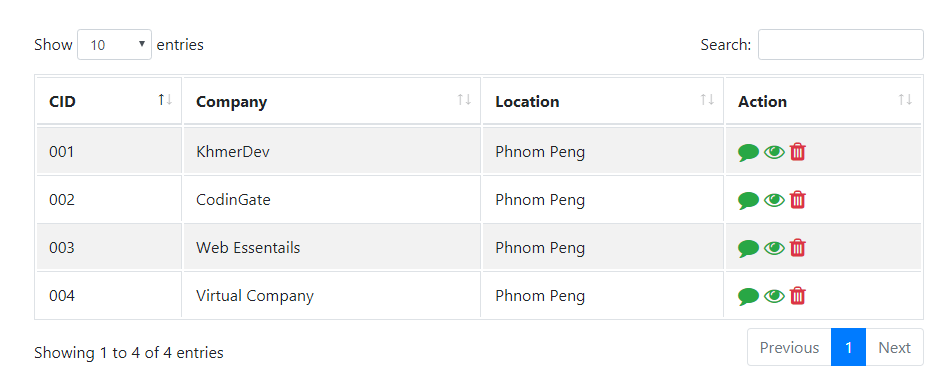 Show 10 entries Search:
CID Company Location Action
001 KhmerDev Phnom Peng
002 CodinGate Phnom Peng
003 Web Essentails Phnom Peng
004 Virtual Company Phnom Peng
Showing 1 to 4 of 4 entries Previous 1 Next